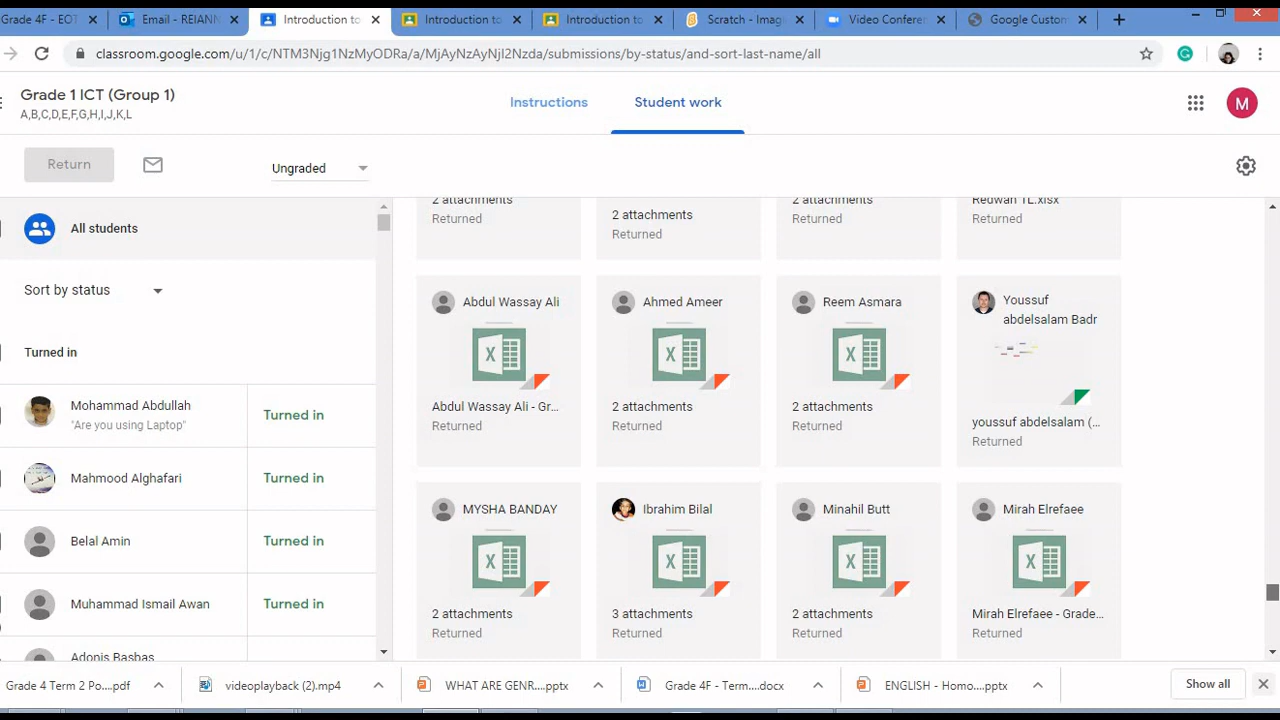 Grade 4F - EOT
Email - REIANN
Introduction to
Introduction to
Introduction to
Scratch - Imagi
Video Conferen
Google Custom
classroom.google.com/u/1/c/NTM3Njg1NzMyODRa/a/MjAyNzAyNjI2Nzda/submissions/by-status/and-sort-last-name/all
Grade 1 ICT (Group 1)
A,B,C,D,E,F,G,H,I,J,K,L
Instructions
Student work
M
Return
Ungraded
All students
Sort by status
Turned in
Mohammad Abdullah
"Are you using Laptop"
Turned in
Mahmood Alghafari
Turned in
Belal Amin
Turned in
Muhammad Ismail Awan
Turned in
Adonis Basbas
2 attachments
Returned
2 attachments
Returned
2 attachments
Returned
Redwan 1L.xlsx
Returned
Abdul Wassay Ali
Abdul Wassay Ali - Gr...
Returned
Ahmed Ameer
2 attachments
Returned
Reem Asmara
2 attachments
Returned
Youssuf
abdelsalam Badr
youssuf abdelsalam (...
Returned
MYSHA BANDAY
2 attachments
Returned
Ibrahim Bilal
3 attachments
Returned
Minahil Butt
2 attachments
Returned
Mirah Elrefaee
Mirah Elrefaee - Grade...
Returned
Grade 4 Term 2 Po....pdf
videoplayback (2).mp4
WHAT ARE GENR....pptx
Grade 4F - Term....docx
ENGLISH - Homo....pptx
Show all